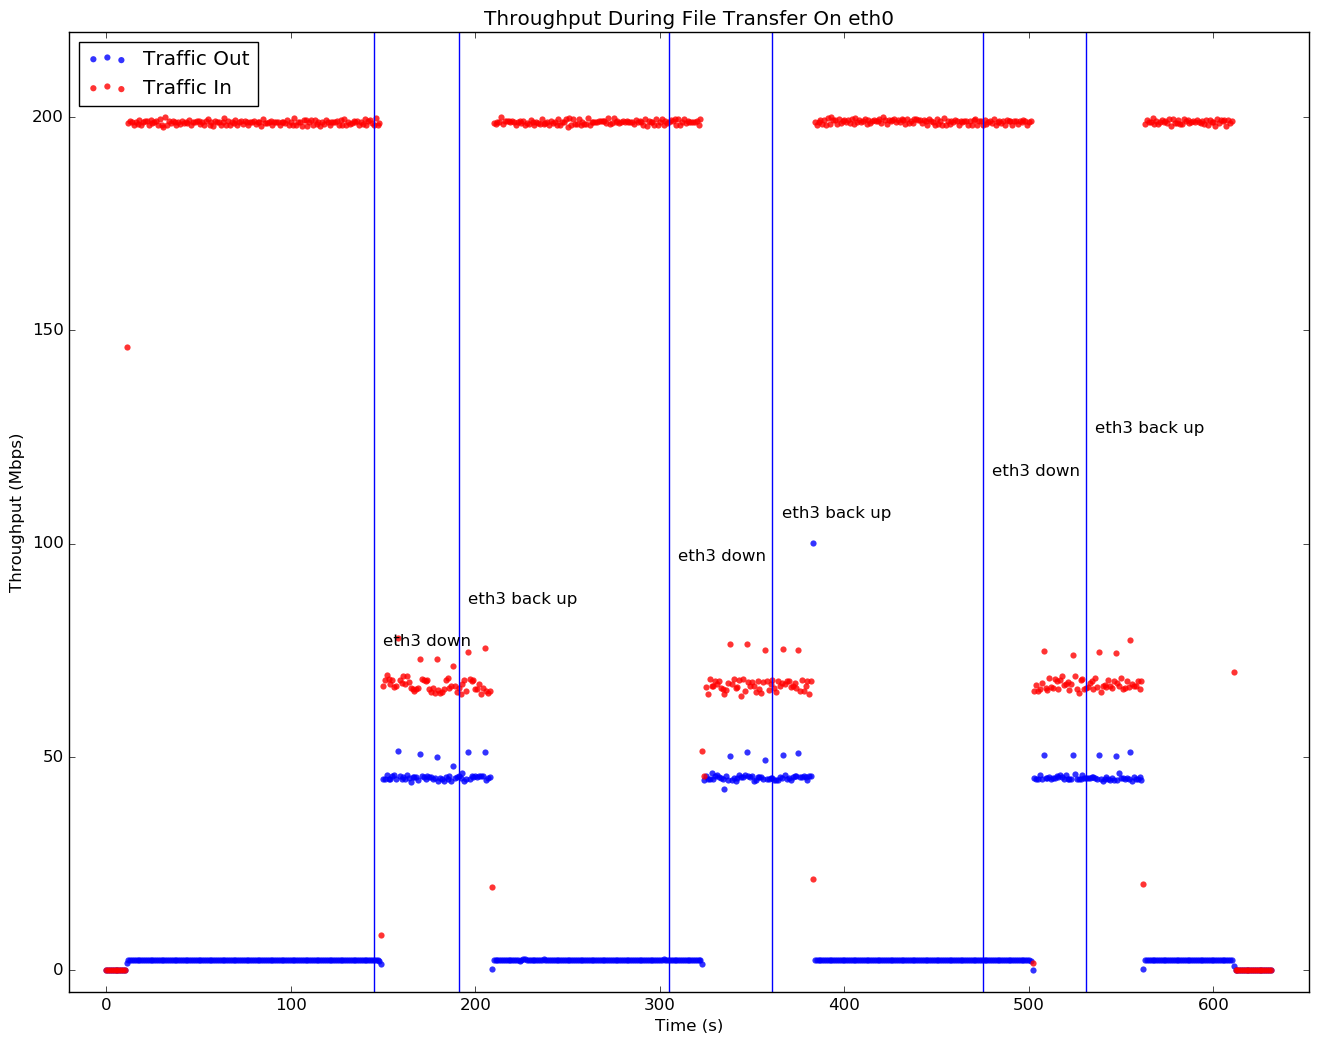 Throughput During File Transfer On eth0
Traffic Out
Traffic In
200
150
100
50
0
Throughput (Mbps)
eth3 back up
eth3 down
eth3 back up
eth3 down
eth3 back up
eth3 down
0
100
200
300
400
500
600
Time (s)